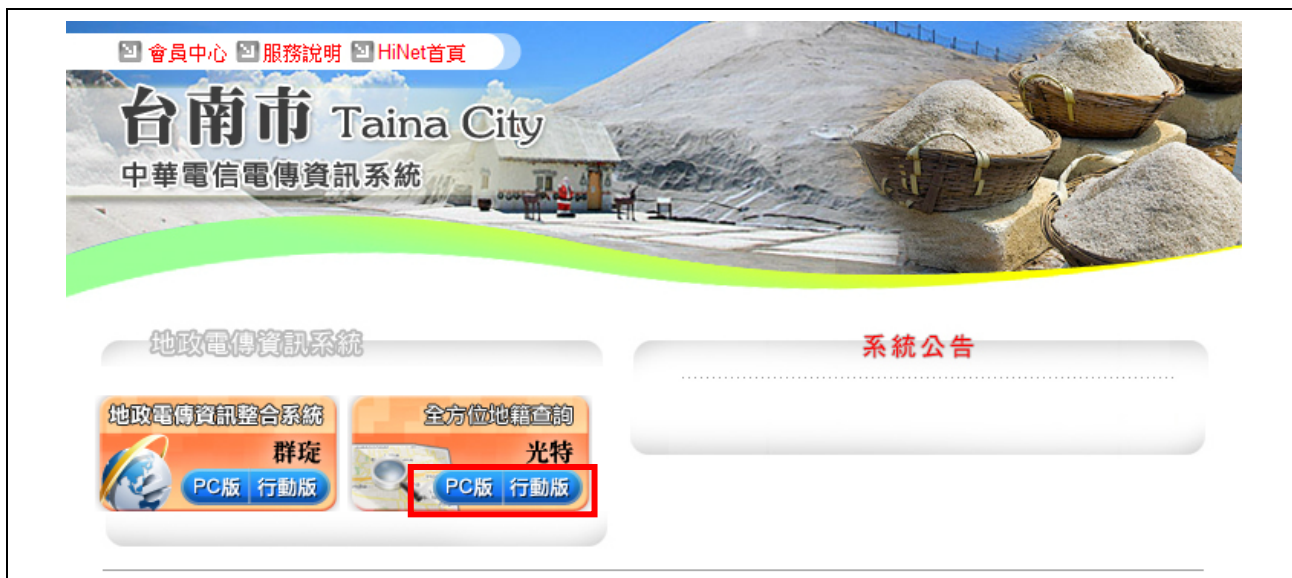 會員中心 服務說明 HiNet首頁
台南市 Taina City
中華電信電傳資訊系統
地政電傳資訊系統
系統公告
地政電傳資訊整合系統
群琁
PC版 行動版
全方位地籍查詢
光特
PC版 行動版